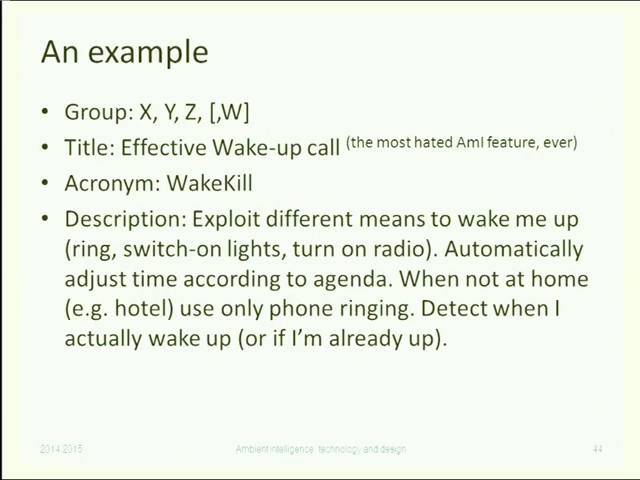 An example
• Group: X, Y, Z, [,W]
• Title: Effective Wake-up call (the most hated AmI feature, ever)
• Acronym: WakeKill
• Description: Exploit different means to wake me up
(ring, switch-on lights, turn on radio). Automatically
adjust time according to agenda. When not at home
(e.g. hotel) use only phone ringing. Detect when I
actually wake up (or if I'm already up).
2014/2015 Ambient intelligence: technology and design 44